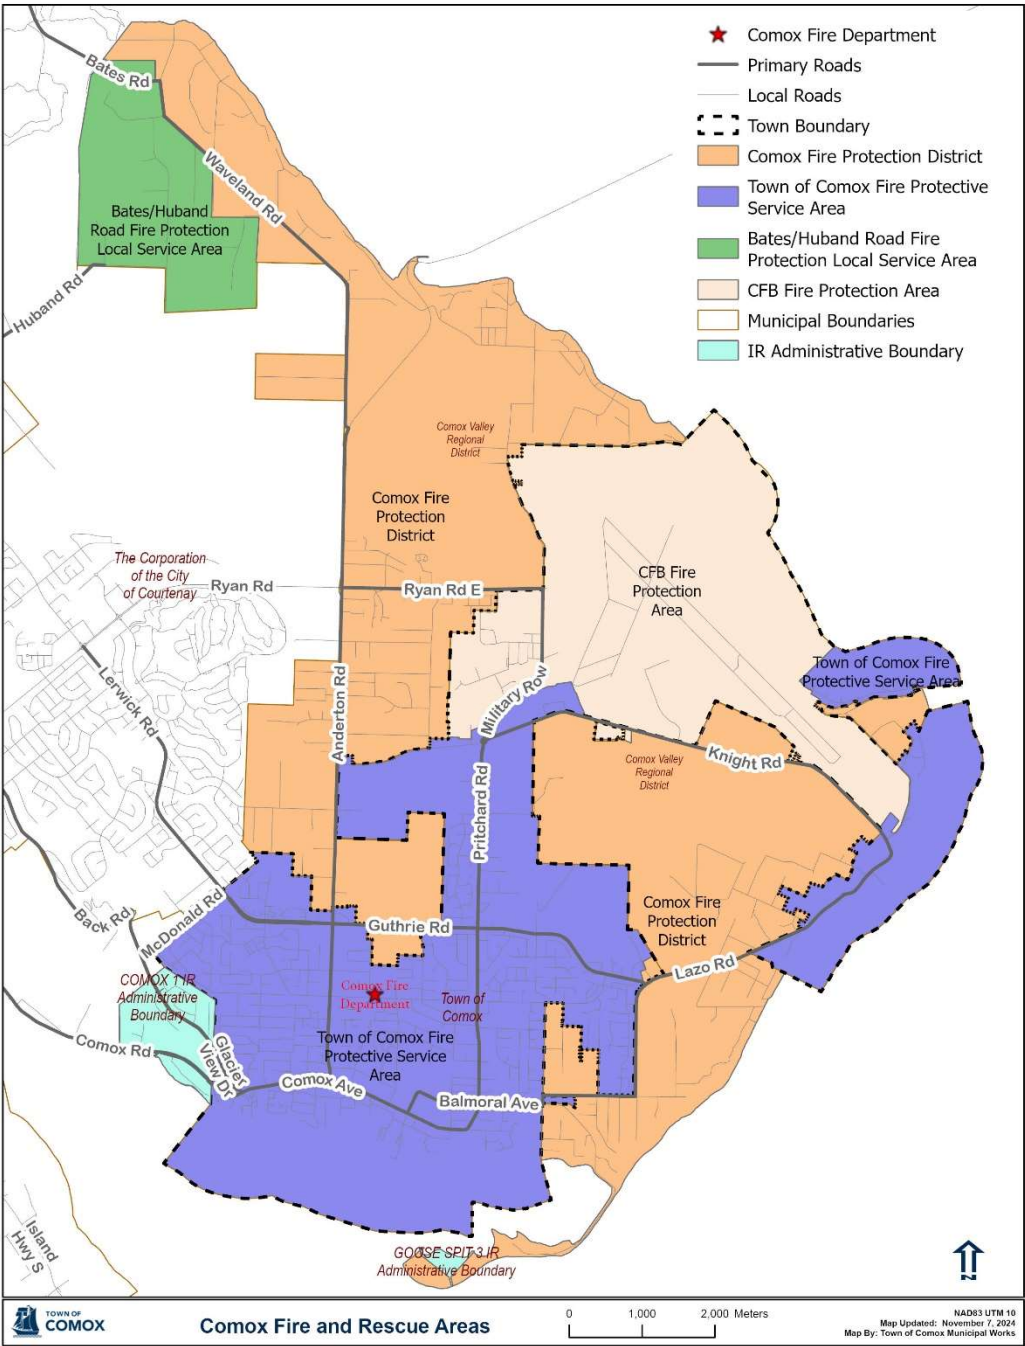 Comox Fire Department
Primary Roads
Local Roads
Town Boundary
Comox Fire Protection District
Town of Comox Fire Protective
Service Area
Bates/Huband Road Fire
Protection Local Service Area
CFB Fire Protection Area
Municipal Boundaries
IR Administrative Boundary
Bates Rd
Waveland Rd
Bates/Huband
Road Fire Protection
Local Service Area
Huband Rd
Comox Valley
Regional
District
Comox Fire
Protection
District
The Corporation
of the City
of Courtenay
Ryan Rd
Ryan Rd E
CFB Fire
Protection
Area
Town of Comox Fire
Protective Service Area
Lerwick Rd
Anderton Rd
Military Row
Knight Rd
Comox Valley
Regional
District
Pritchard Rd
Back Rd
McDonald Rd
Guthrie Rd
Comox Fire
Protection
District
Lazo Rd
COMOX 1 IR
Administrative
Boundary
Comox Fire
Department
Town of
Comox
Comox Rd
Glacier
View Dr
Town of Comox Fire
Protective Service
Area
Comox Ave
Balmoral Ave
Island
Hwy S
GOOSE SPIT 3 IR
Administrative Boundary
N
TOWN OF
COMOX
Comox Fire and Rescue Areas
0 1,000 2,000 Meters
NAD83 UTM 10
Map Updated: November 7, 2024
Map By: Town of Comox Municipal Works